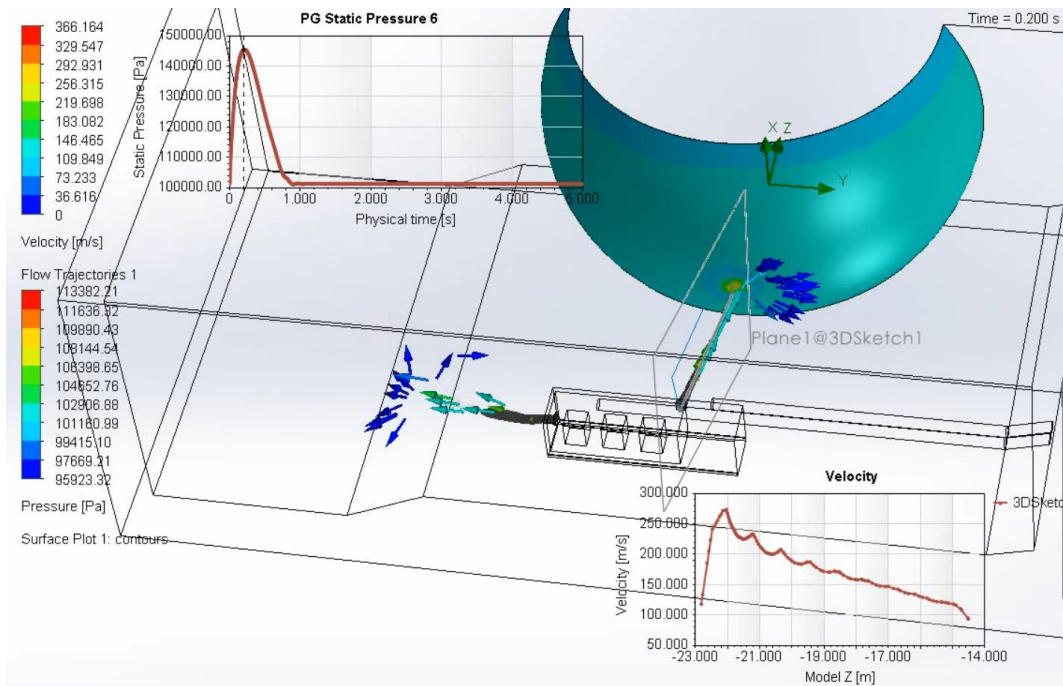 366.164
329.547
292.931
256.315
219.698
183.082
146.465
109.849
73.233
36.616
0
Velocity [m/s]
Flow Trajectories 1
113382.21
111636.32
109890.43
108144.54
106398.65
104652.76
102906.88
101160.99
99415.10
97669.21
95923.32
Pressure [Pa]
Surface Plot 1: contours
PG Static Pressure 6
150000.00
140000.00
130000.00
120000.00
110000.00
100000.00
Static Pressure [Pa]
0 1.000 2.000 3.000 4.000 5.000
Physical time [s]
Time = 0.200 s
X Z
Y
Plane1@3DSketch1
Velocity
300.000
250.000
200.000
150.000
100.000
50.000
Velocity [m/s]
-23.000 -21.000 -19.000 -17.000 -14.000
Model Z [m]
3DSketc